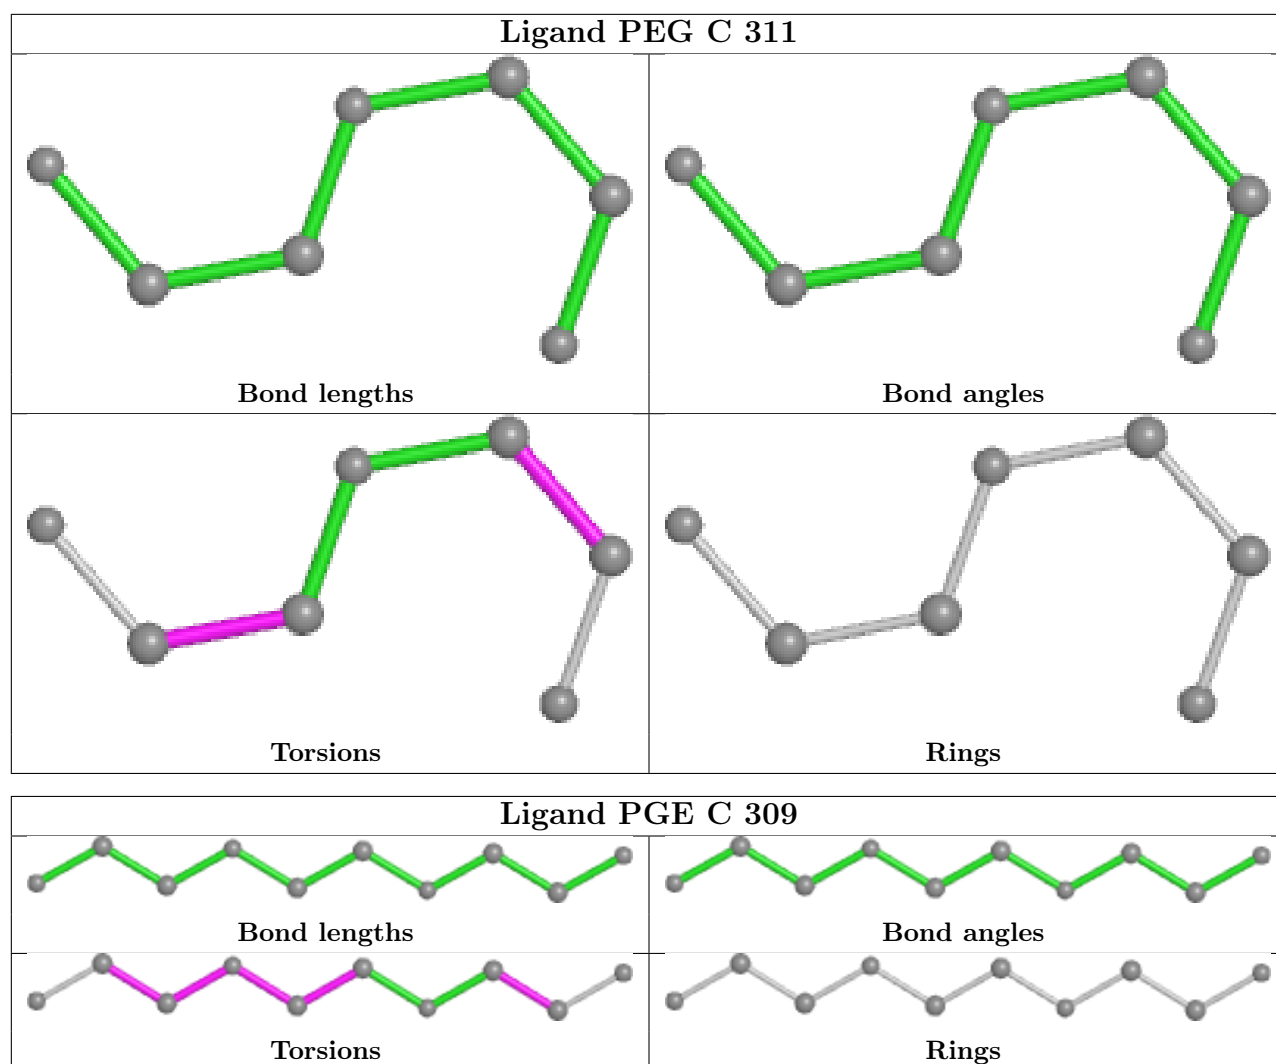 Ligand PEG C 311
Bond lengths
Bond angles
Torsions
Rings
Ligand PGE C 309
Bond lengths
Bond angles
Torsions
Rings